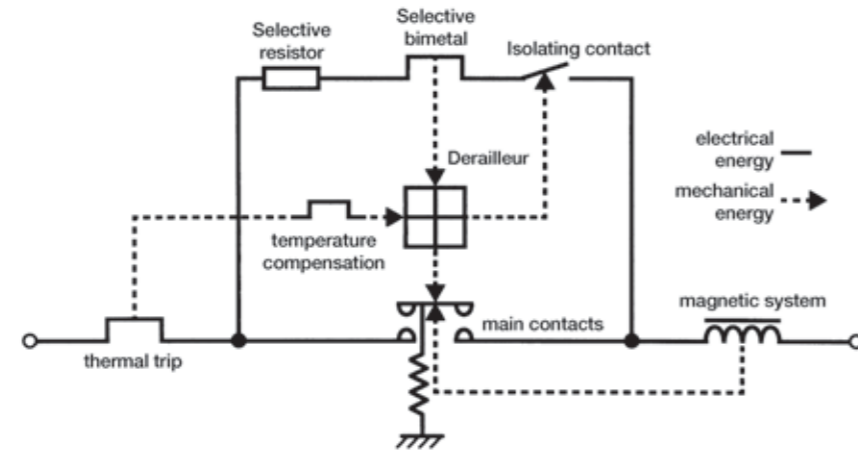 Selective
resistor
Selective
bimetal
Isolating contact
electrical
energy
Derailleur
mechanical
energy
temperature
compensation
magnetic system
main contacts
thermal trip